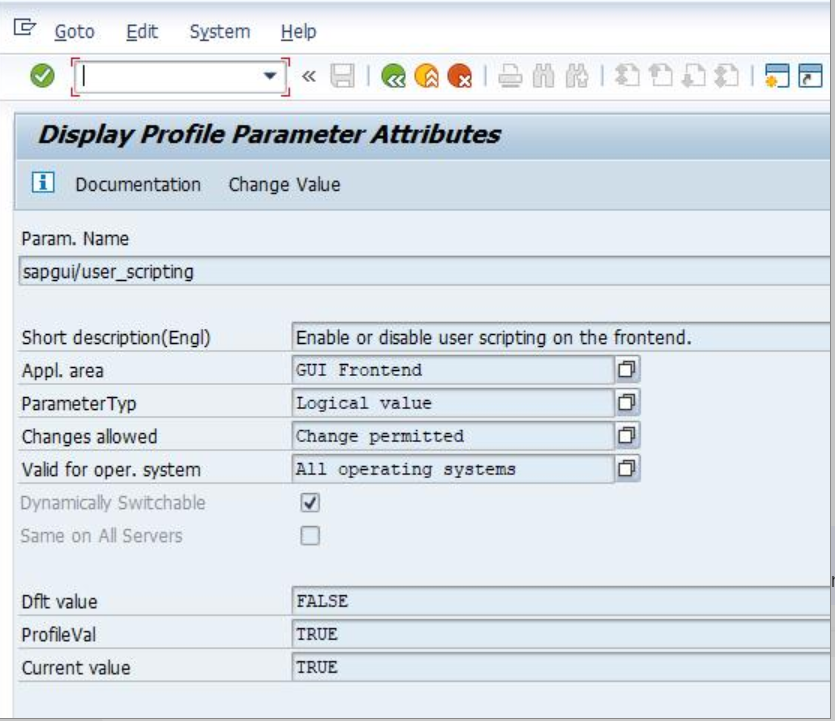 Goto Edit System Help
«
Display Profile Parameter Attributes
Documentation Change Value
Param. Name
sapgui/user_scripting
Short description(Engl) Enable or disable user scripting on the frontend.
Appl. area GUI Frontend
ParameterTyp Logical value
Changes allowed Change permitted
Valid for oper. system All operating systems
Dynamically Switchable
Same on All Servers
Dflt value FALSE
ProfileVal TRUE
Current value TRUE